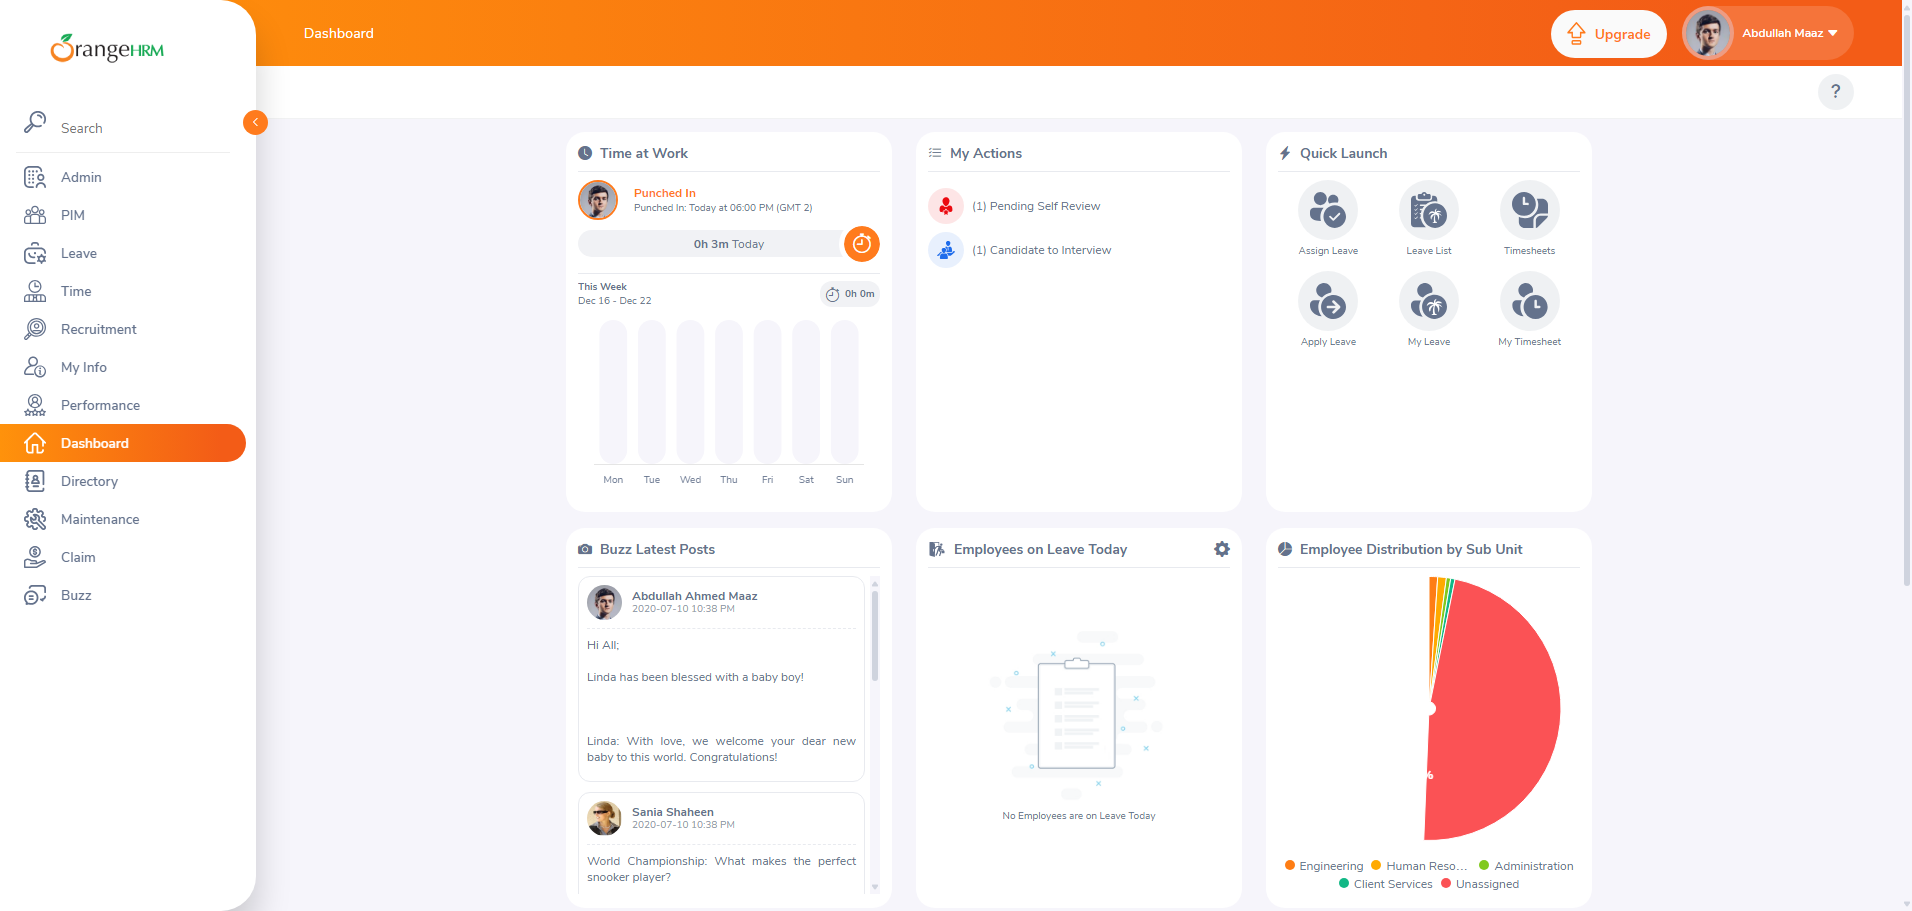 OrangeHRM
Dashboard
Upgrade
Abdullah Maaz
?
Search
Admin
PIM
Leave
Time
Recruitment
My Info
Performance
Dashboard
Directory
Maintenance
Claim
Buzz
Time at Work
Punched In
Punched In: Today at 06:00 PM (GMT 2)
0h 3m Today
This Week
Dec 16 - Dec 22
0h 0m
Mon Tue Wed Thu Fri Sat Sun
My Actions
(1) Pending Self Review
(1) Candidate to Interview
Quick Launch
Assign Leave Leave List Timesheets
Apply Leave My Leave My Timesheet
Buzz Latest Posts
Abdullah Ahmed Maaz
2020-07-10 10:38 PM
Hi All;
Linda has been blessed with a baby boy!
Linda: With love, we welcome your dear new
baby to this world. Congratulations!
Sania Shaheen
2020-07-10 10:38 PM
World Championship: What makes the perfect
snooker player?
Employees on Leave Today
No Employees are on Leave Today
Employee Distribution by Sub Unit
%
Engineering Human Reso... Administration
Client Services Unassigned